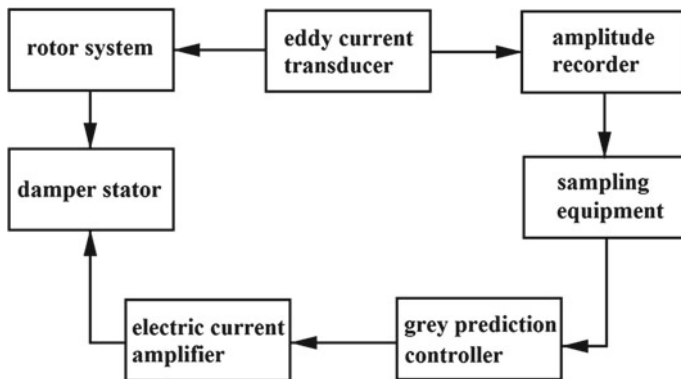 rotor system
eddy current
transducer
amplitude
recorder
damper stator
sampling
equipment
electric current
amplifier
grey prediction
controller